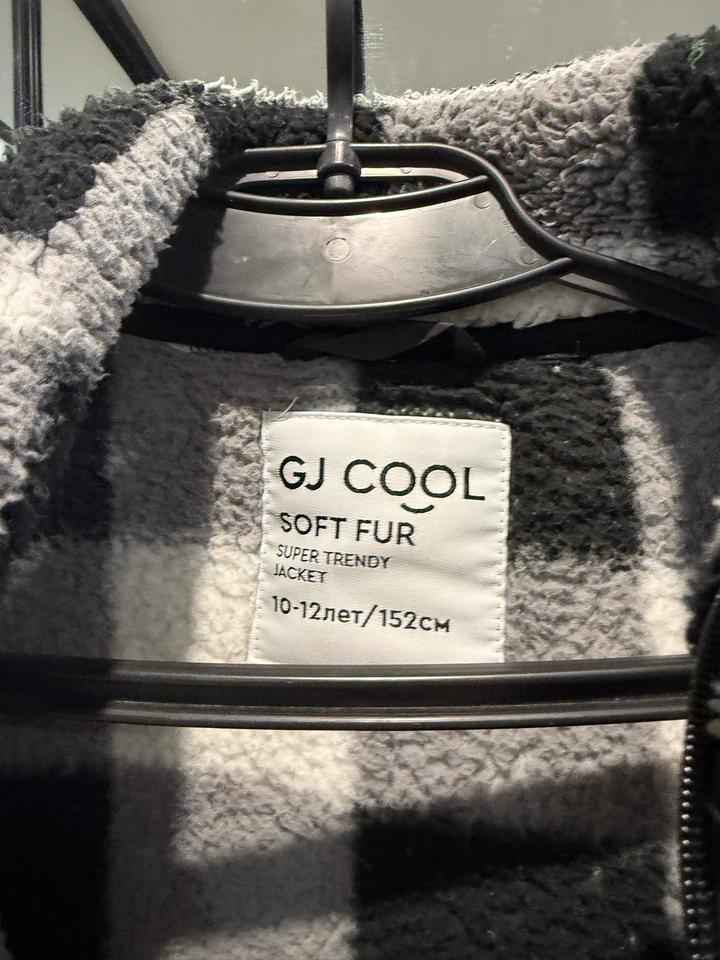 GJ COOL
SOFT FUR
SUPER TRENDY
JACKET
10-12лет/152см